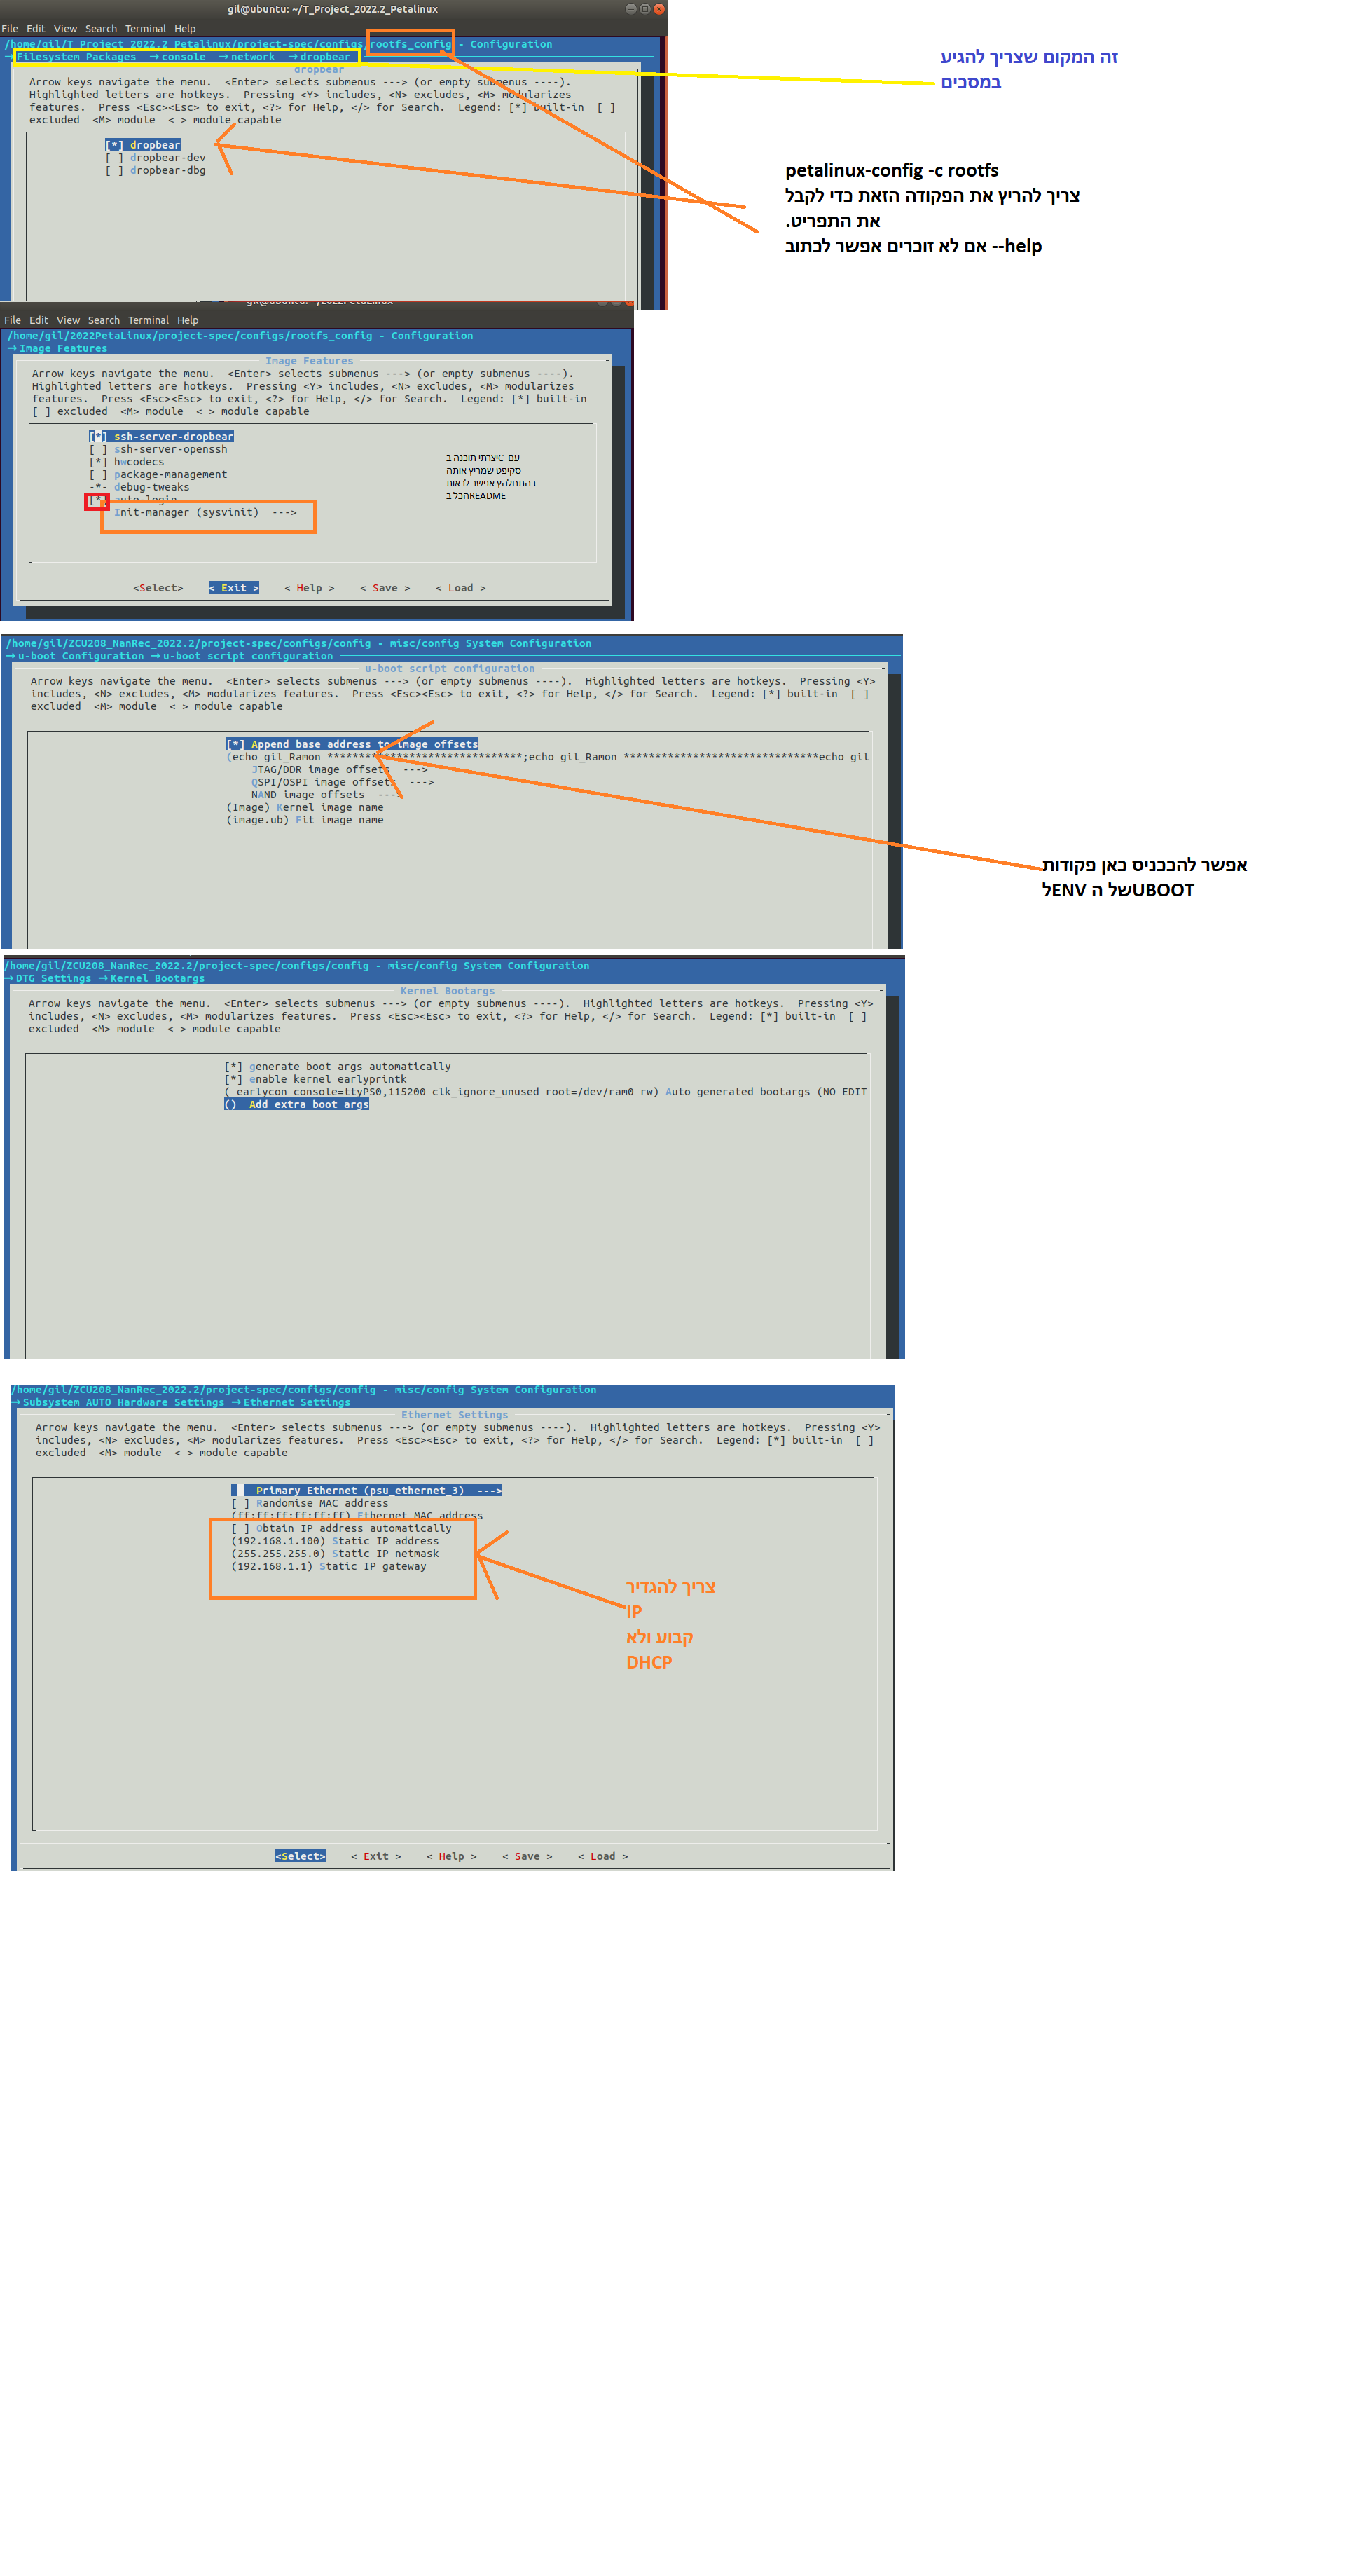 gil@ubuntu: ~/T_Project_2022.2_Petalinux
File Edit View Search Terminal Help
/home/gil/T_Project_2022.2_Petalinux/project-spec/configs/rootfs_config - Configuration
→ Filesystem Packages → console → network → dropbear
dropbear
Arrow keys navigate the menu. <Enter> selects submenus ---> (or empty submenus ----).
Highlighted letters are hotkeys. Pressing <Y> includes, <N> excludes, <M> modularizes
features. Press <Esc><Esc> to exit, <?> for Help, </> for Search. Legend: [*] built-in [ ]
excluded <M> module < > module capable
[*] dropbear
[ ] dropbear-dev
[ ] dropbear-dbg
זה המקום שצריך להגיע
במסכים
petalinux-config -c rootfs
צריך להריץ את הפקודה הזאת כדי לקבל
את התפריט.
אם לא זוכרים אפשר לכתוב --help
File Edit View Search Terminal Help
/home/gil/2022PetaLinux/project-spec/configs/rootfs_config - Configuration
→ Image Features
Image Features
Arrow keys navigate the menu. <Enter> selects submenus ---> (or empty submenus ----).
Highlighted letters are hotkeys. Pressing <Y> includes, <N> excludes, <M> modularizes
features. Press <Esc><Esc> to exit, <?> for Help, </> for Search. Legend: [*] built-in
[ ] excluded <M> module < > module capable
[*] ssh-server-dropbear
[ ] ssh-server-openssh
[*] hwcodecs
[ ] package-management
-*- debug-tweaks
[*] auto-login
Init-manager (sysvinit) --->
יצרתי תוכנה בC עם
סקיפט שמריץ אותה
בהתחלהץ אפשר לראות
הכל בREADME
<Select> < Exit > < Help > < Save > < Load >
/home/gil/ZCU208_NanRec_2022.2/project-spec/configs/config - misc/config System Configuration
→ u-boot Configuration → u-boot script configuration
u-boot script configuration
Arrow keys navigate the menu. <Enter> selects submenus ---> (or empty submenus ----). Highlighted letters are hotkeys. Pressing <Y>
includes, <N> excludes, <M> modularizes features. Press <Esc><Esc> to exit, <?> for Help, </> for Search. Legend: [*] built-in [ ]
excluded <M> module < > module capable
[*] Append base address to image offsets
(echo gil_Ramon *******************************;echo gil_Ramon *******************************echo gil
JTAG/DDR image offsets --->
QSPI/OSPI image offsets --->
NAND image offsets --->
(Image) Kernel image name
(image.ub) Fit image name
אפשר להככניס כאן פקודות
לENV של הUBOOT
/home/gil/ZCU208_NanRec_2022.2/project-spec/configs/config - misc/config System Configuration
→ DTG Settings → Kernel Bootargs
Kernel Bootargs
Arrow keys navigate the menu. <Enter> selects submenus ---> (or empty submenus ----). Highlighted letters are hotkeys. Pressing <Y>
includes, <N> excludes, <M> modularizes features. Press <Esc><Esc> to exit, <?> for Help, </> for Search. Legend: [*] built-in [ ]
excluded <M> module < > module capable
[*] generate boot args automatically
[*] enable kernel earlyprintk
( earlycon console=ttyPS0,115200 clk_ignore_unused root=/dev/ram0 rw) Auto generated bootargs (NO EDIT
() Add extra boot args
/home/gil/ZCU208_NanRec_2022.2/project-spec/configs/config - misc/config System Configuration
→ Subsystem AUTO Hardware Settings → Ethernet Settings
Ethernet Settings
Arrow keys navigate the menu. <Enter> selects submenus ---> (or empty submenus ----). Highlighted letters are hotkeys. Pressing <Y>
includes, <N> excludes, <M> modularizes features. Press <Esc><Esc> to exit, <?> for Help, </> for Search. Legend: [*] built-in [ ]
excluded <M> module < > module capable
Primary Ethernet (psu_ethernet_3) --->
[ ] Randomise MAC address
(ff:ff:ff:ff:ff:ff) Ethernet MAC address
[ ] Obtain IP address automatically
(192.168.1.100) Static IP address
(255.255.255.0) Static IP netmask
(192.168.1.1) Static IP gateway
צריך להגדיר
IP
קבוע ולא
DHCP
<Select> < Exit > < Help > < Save > < Load >